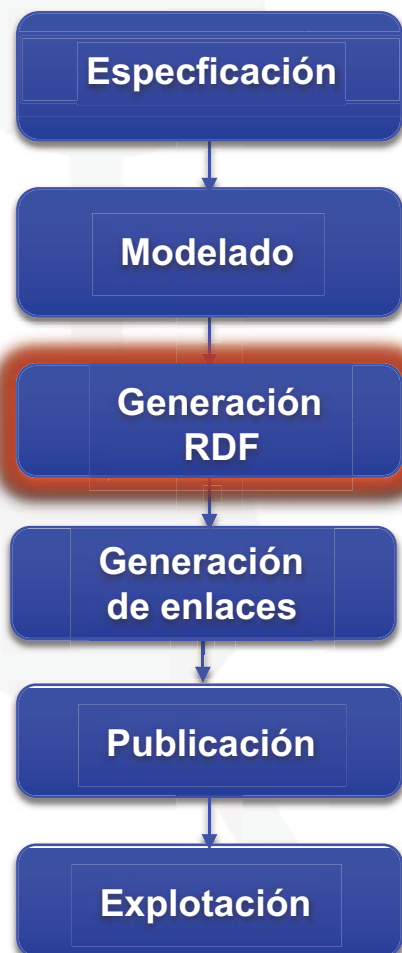 Especficación
Modelado
Generación
RDF
Generación
de enlaces
Publicación
Explotación